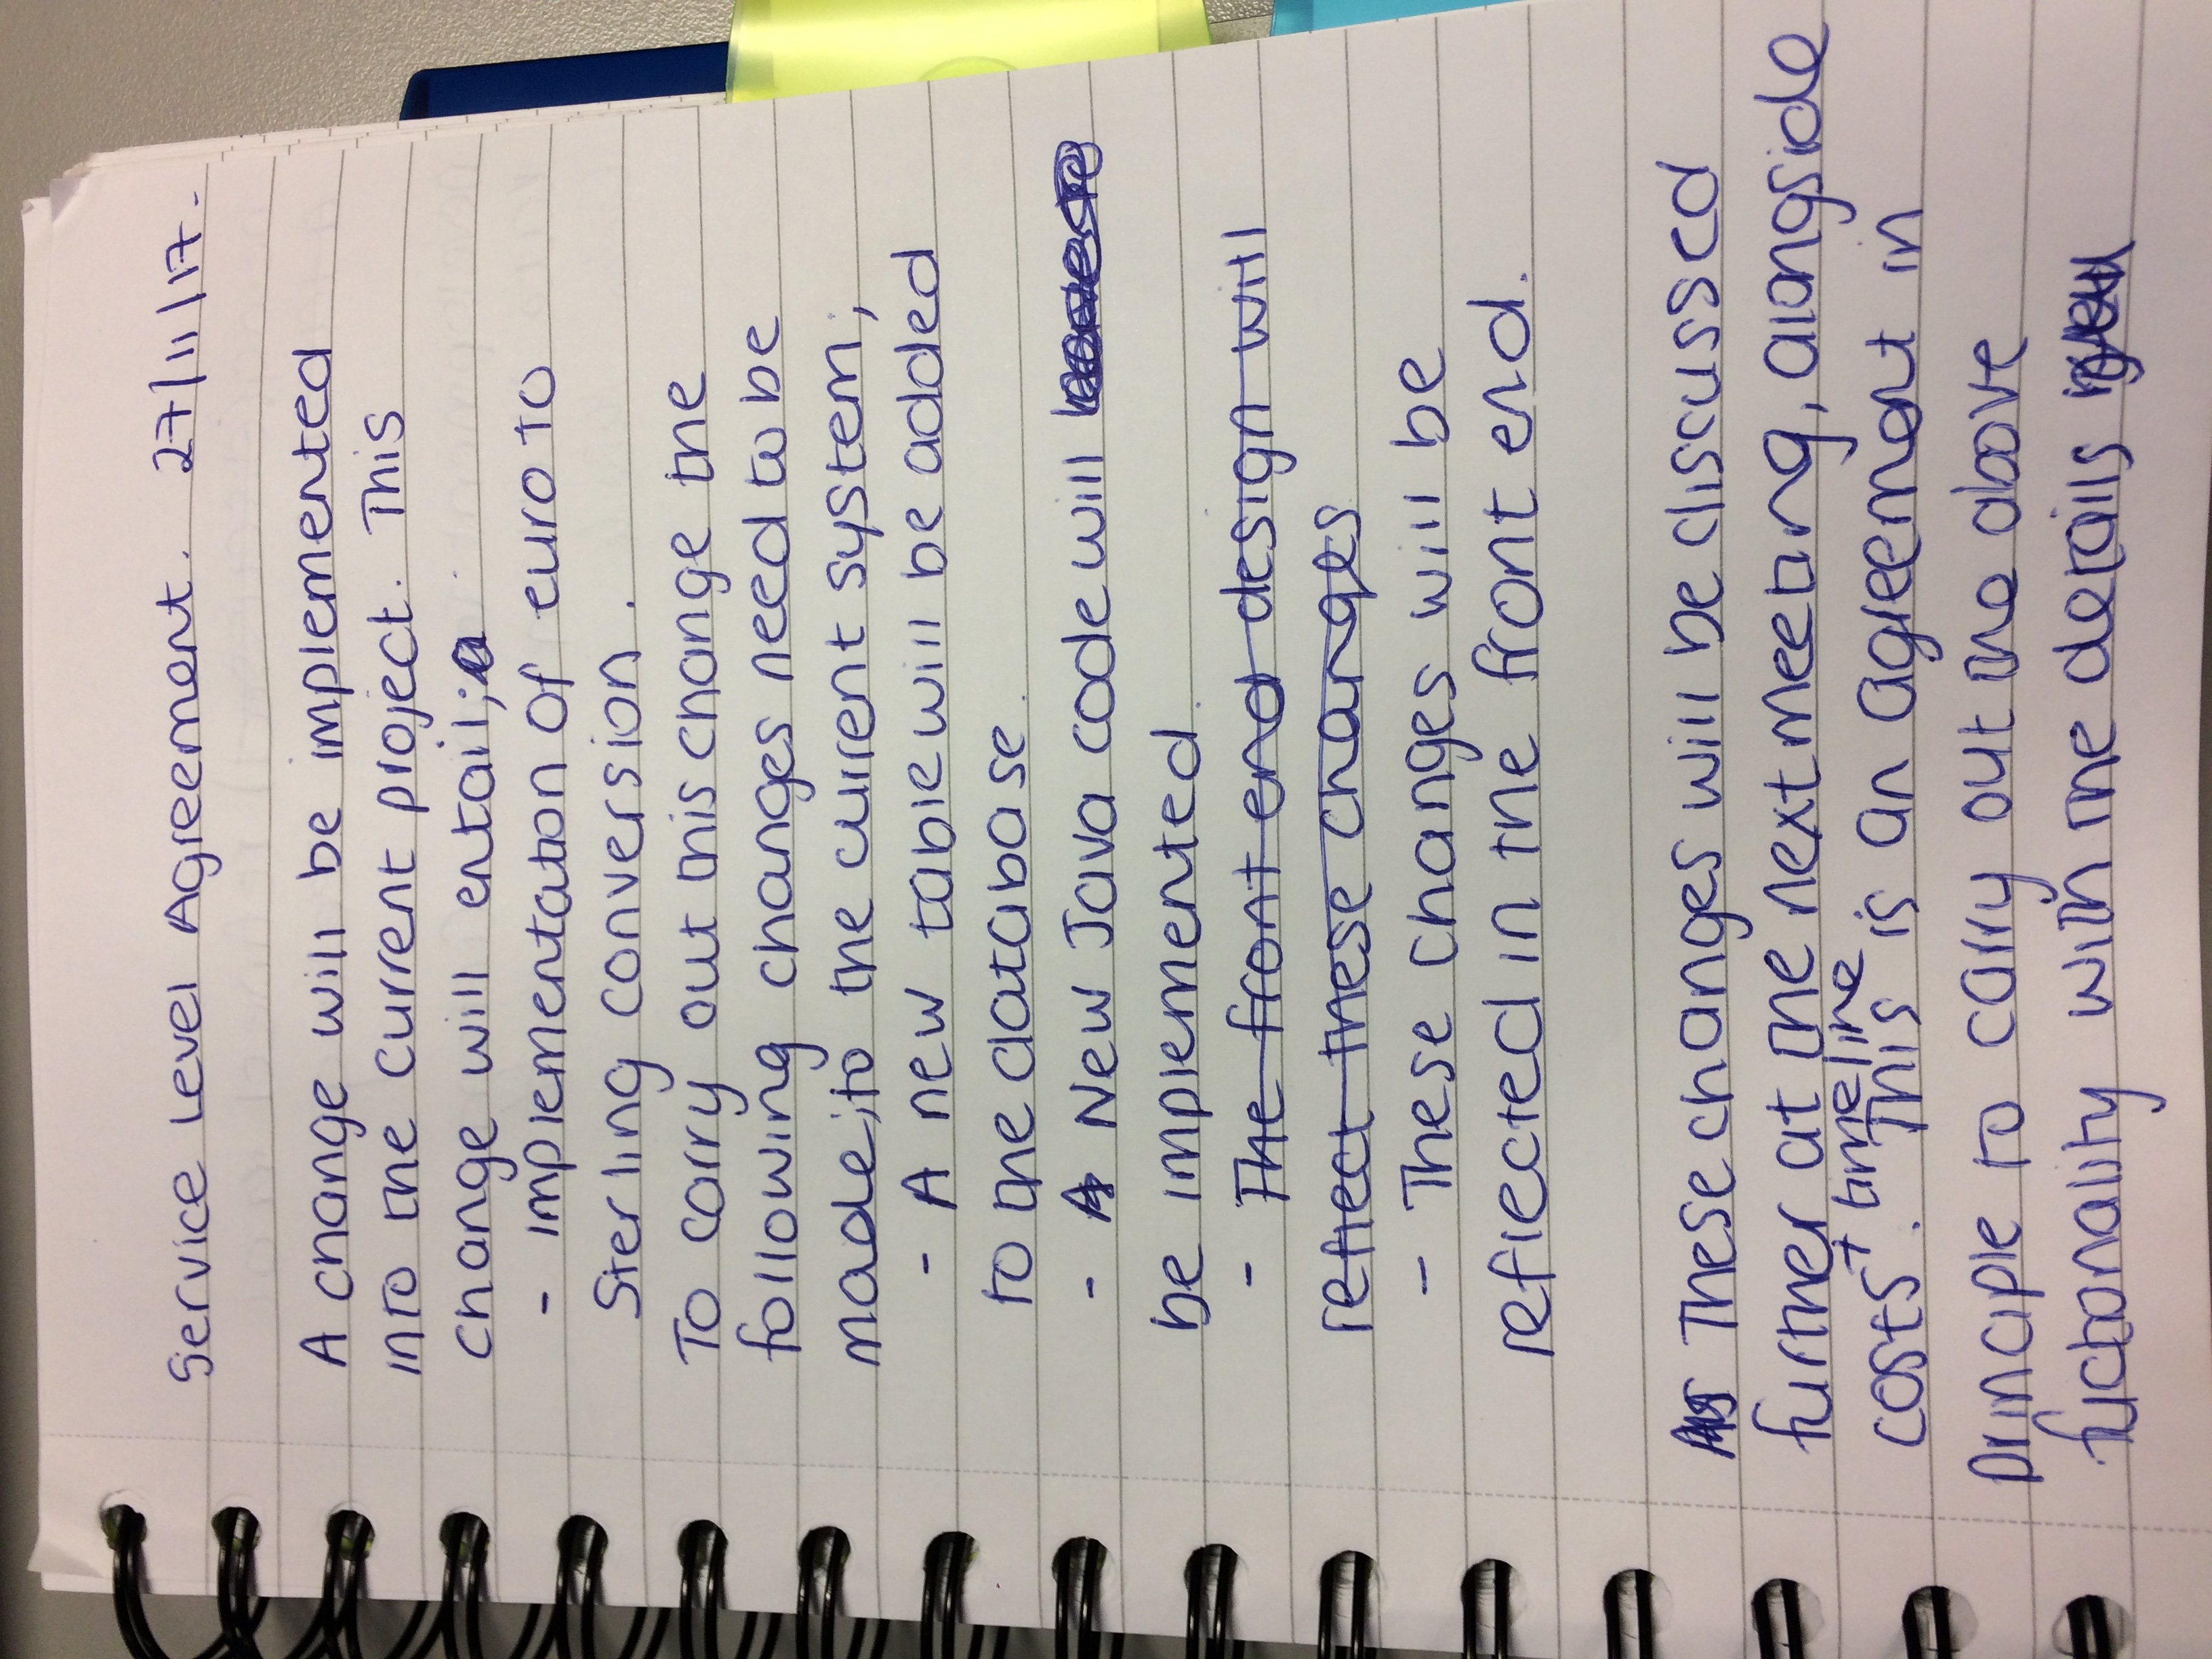 Service Level Agreement. 27/11/17.
A change will be implemented
into the current project. This
change will entail;
- Implementation of euro to
Sterling conversion.
To carry out this change the
following changes need to be
made; to the current system;
- A new table will be added
to the database.
- New Java code will
be implemented.
- The front end design will
reflect these changes
- These changes will be
reflected in the front end.
These changes will be discussed
further at the next meeting, alongside
+ timeline
costs. This is an agreement in
principle to carry out the above
fuctionality with the details